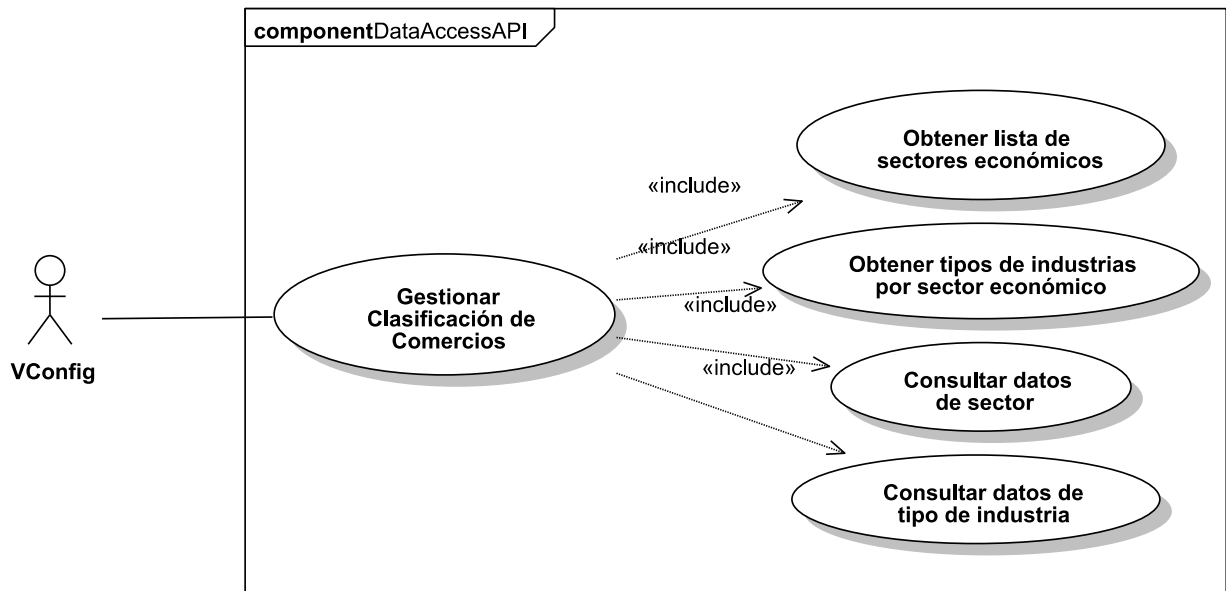 componentDataAccessAPI
Obtener lista de
sectores económicos
«include»
«include»
Obtener tipos de industrias
por sector económico
«include»
Gestionar
Clasificación de
Comercios
VConfig
«include»
Consultar datos
de sector
Consultar datos de
tipo de industria